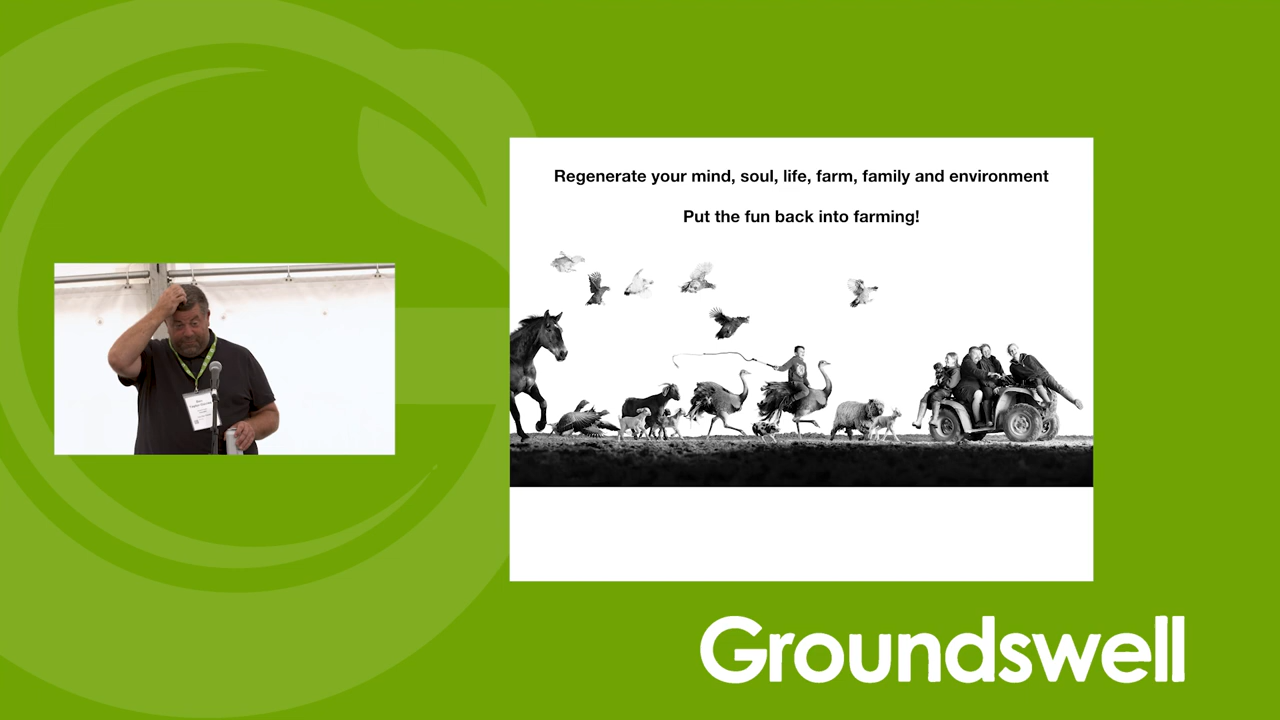 Regenerate your mind, soul, life, farm, family and environment
Put the fun back into farming!
Groundswell